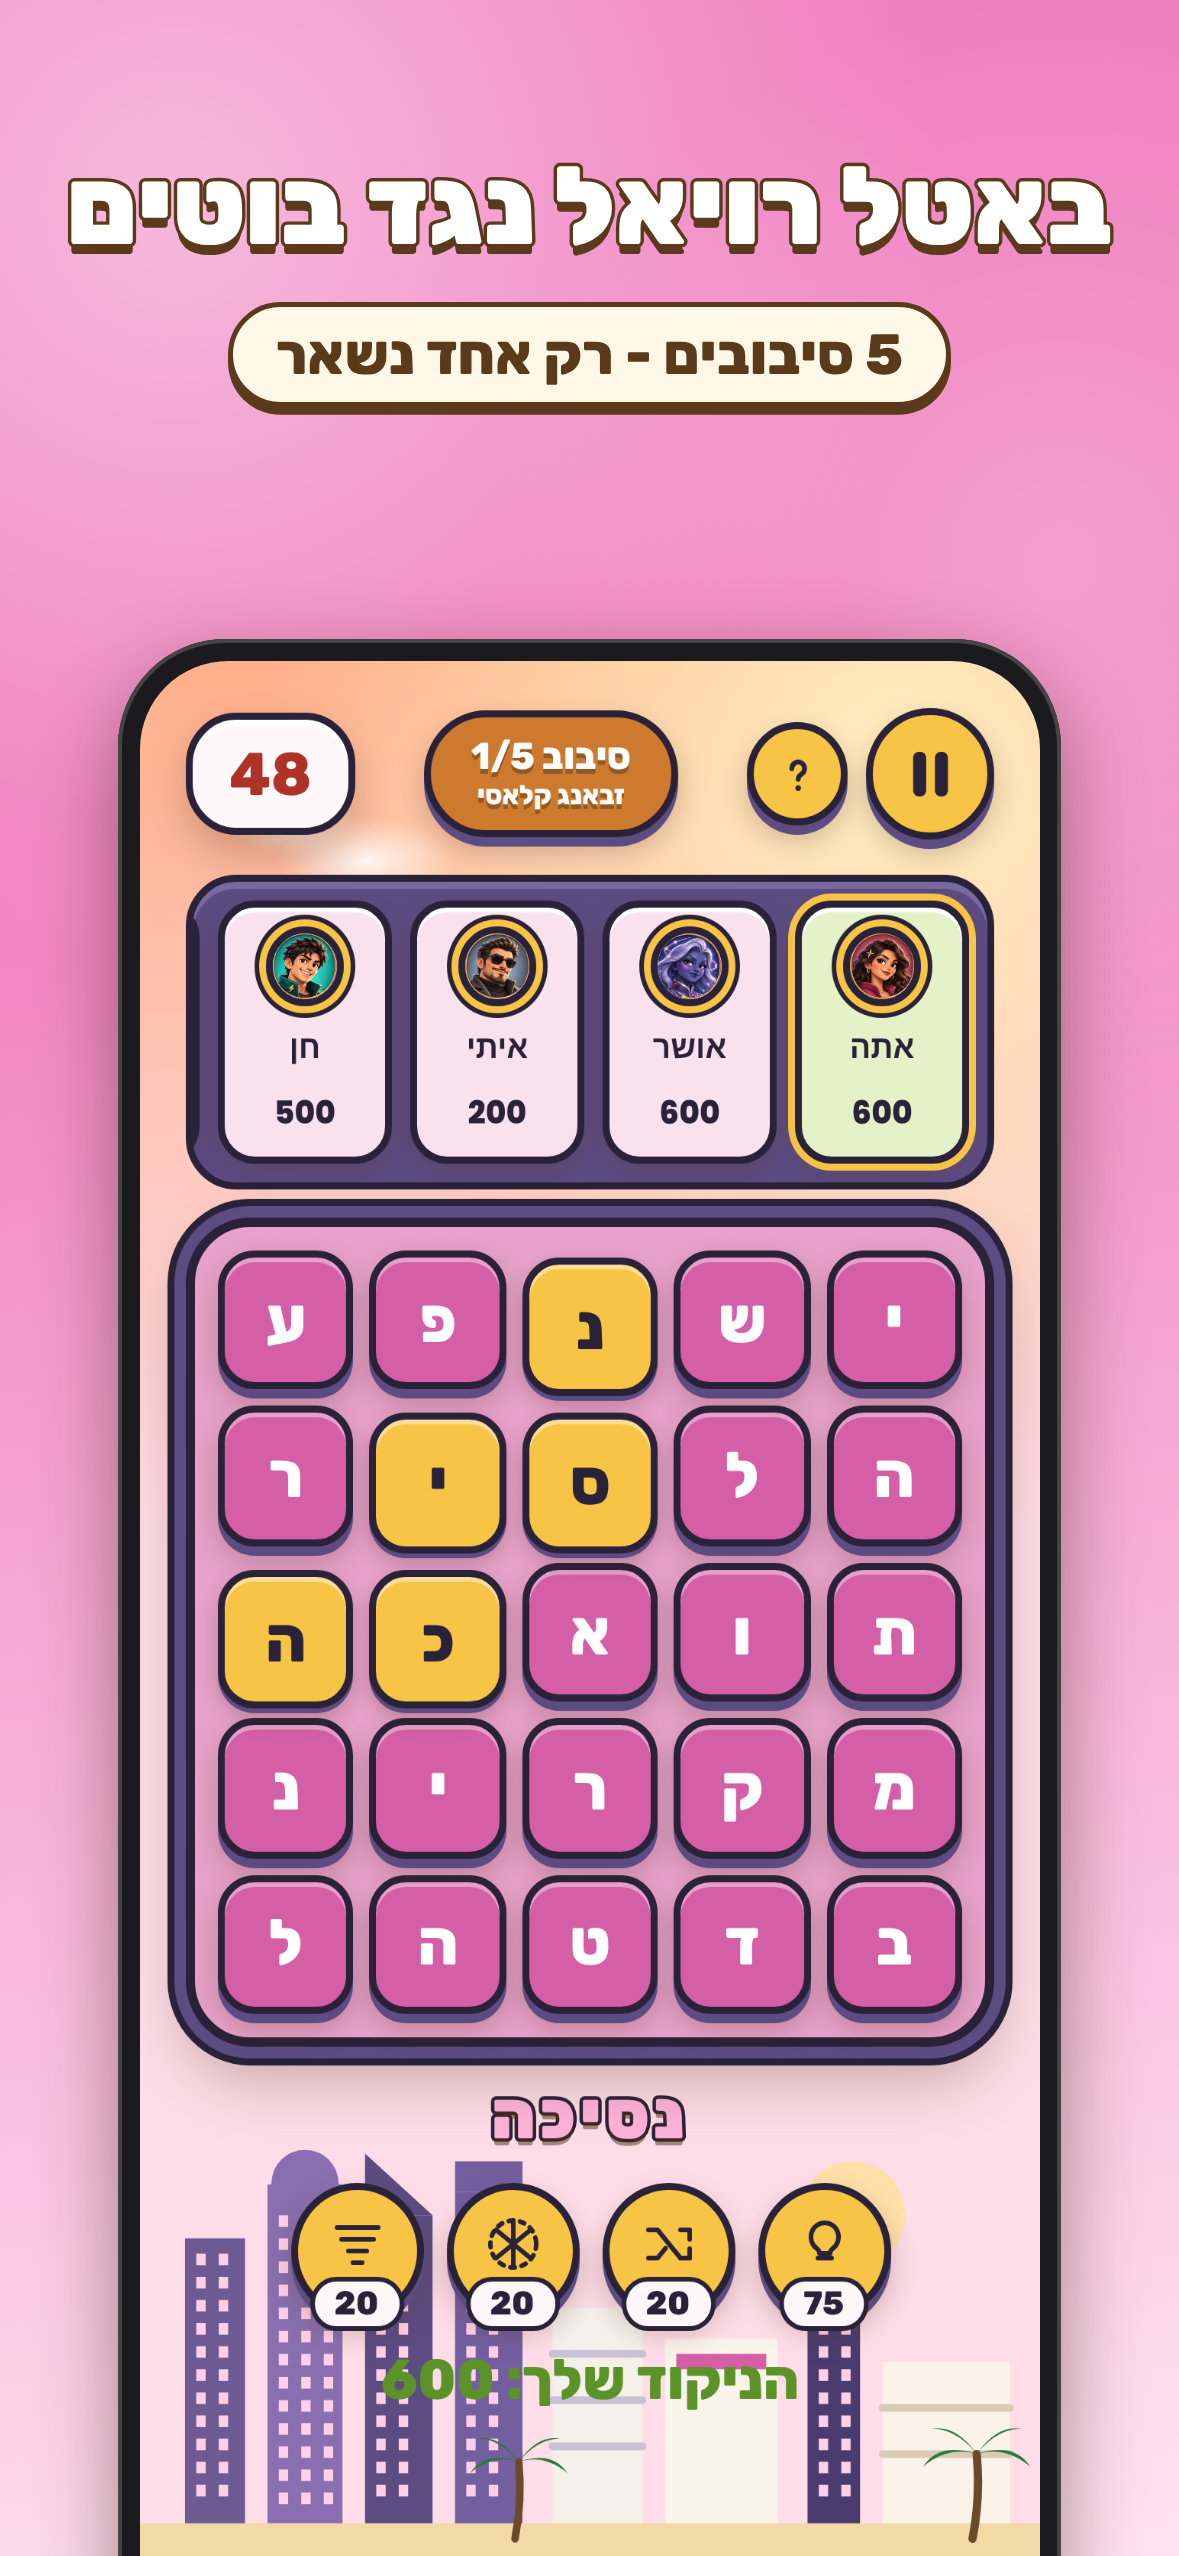 באטל רויאל נגד בוטים
5 סיבובים - רק אחד נשאר
? סיבוב 1/5 48
זבאנג קלאסי
אתה אושר איתי חן
600 600 200 500
י ש נ פ ע
ה ל ס י ר
ת ו א כ ה
מ ק ר י נ
ב ד ט ה ל
נסיכה
75 20 20 20
הניקוד שלך: 600